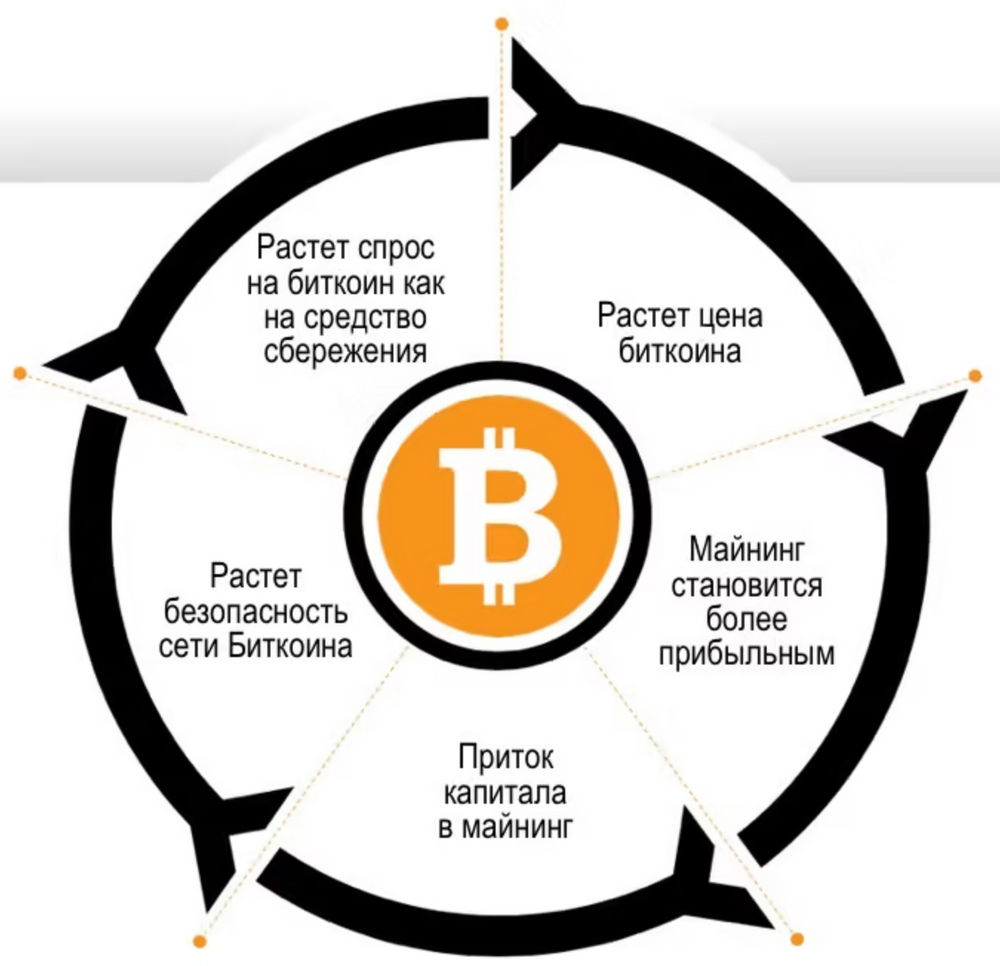 Растет спрос
на биткоин как
на средство
сбережения
Растет цена
биткоина
Майнинг
становится
более
прибыльным
Приток
капитала
в майнинг
Растет
безопасность
сети Биткоина